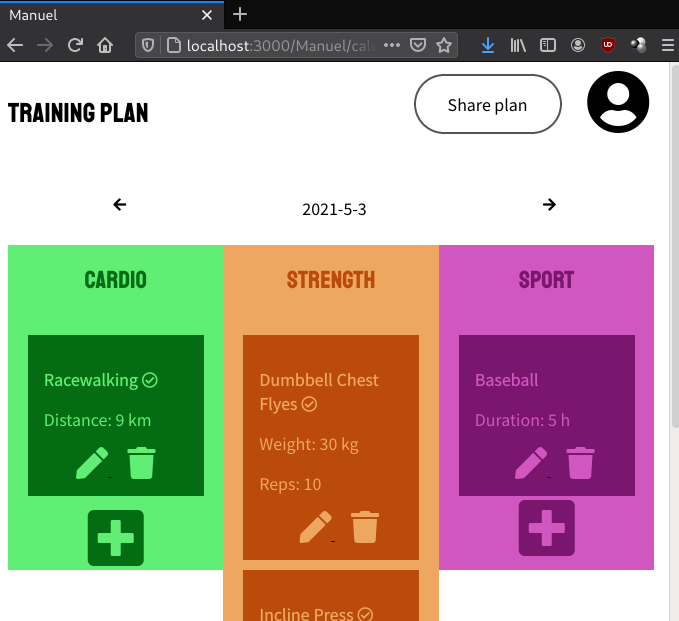 Manuel
localhost:3000/Manuel/cal
TRAINING PLAN
Share plan
2021-5-3
CARDIO
STRENGTH
SPORT
Racewalking
Distance: 9 km
Dumbbell Chest
Flyes
Weight: 30 kg
Reps: 10
Baseball
Duration: 5 h
Incline Press